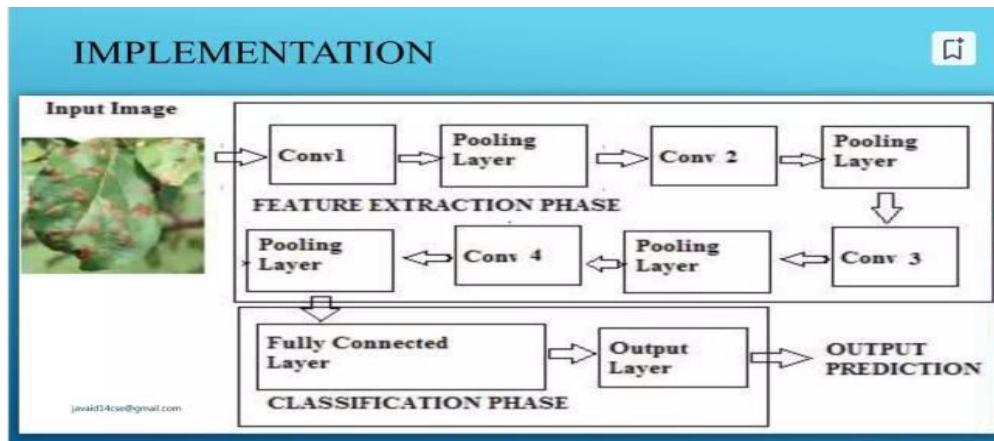 IMPLEMENTATION
Input Image
Conv1
Pooling
Layer
Conv 2
Pooling
Layer
FEATURE EXTRACTION PHASE
Conv 3
Pooling
Layer
Conv 4
Pooling
Layer
Fully Connected
Layer
Output
Layer
OUTPUT
PREDICTION
CLASSIFICATION PHASE
javaid14cse@gmail.com